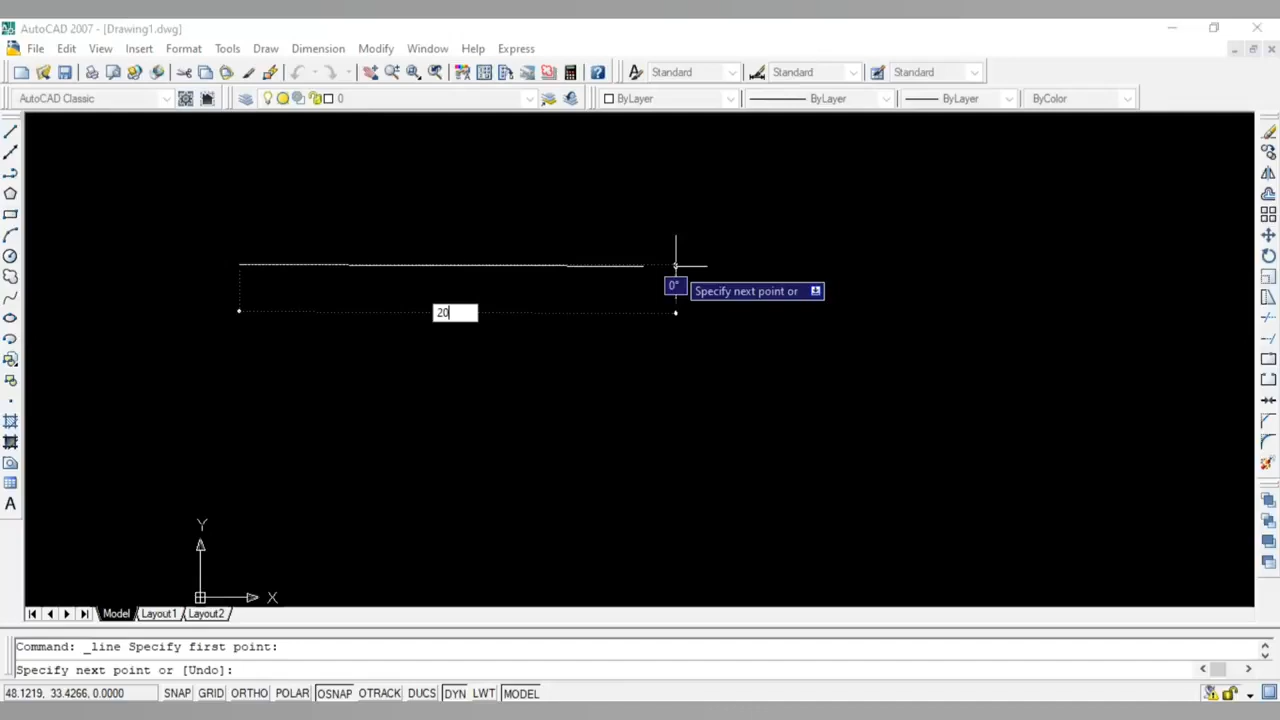 AutoCAD 2007 - [Drawing1.dwg]
File Edit View Insert Format Tools Draw Dimension Modify Window Help Express
Standard Standard Standard
AutoCAD Classic 0 ByLayer ByLayer ByLayer ByColor
0° Specify next point or
20
Y
X
Model Layout1 Layout2
Command: _line Specify first point:
Specify next point or [Undo]:
48.1219, 33.4266, 0.0000 SNAP GRID ORTHO POLAR OSNAP OTRACK DUCS DYN LWT MODEL